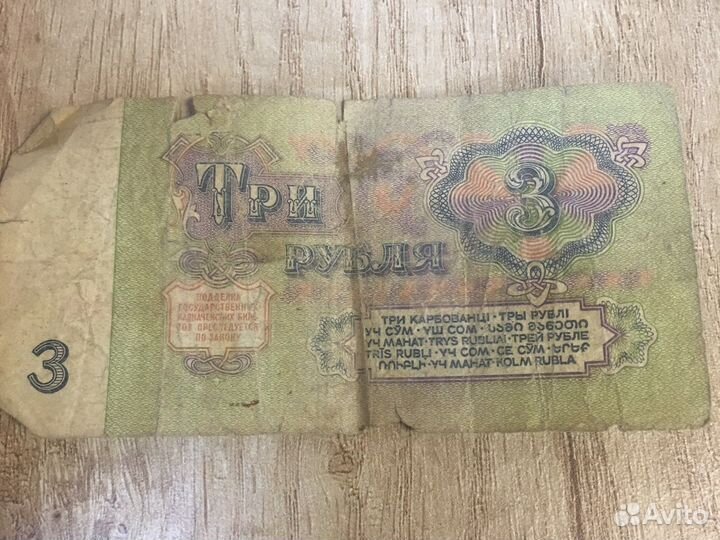 ТРИ
РУБЛЯ
3
ПОДДЕЛКА
ГОСУДАРСТВЕННЫХ
КАЗНАЧЕЙСКИХ БИЛЕ-
ТОВ ПРЕСЛЕДУЕТСЯ
ПО ЗАКОНУ
ТРИ КАРБОВАНЦІ · ТРЫ РУБЛІ
УЧ СЎМ · ҮШ СОМ · ᲡᲐᲛᲘ ᲛᲐᲜᲔᲗᲘ
ҮЧ МАНАТ · TRYS RUBLIAI · ТРЕЙ РУБЛЕ
TRĪS RUBĻI · ҮЧ СОМ · СЕ СӮМ · ԵՐԵՔ
ՌՈՒԲԼԻ · ҮЧ МАНАТ · KOLM RUBLA
3
Avito